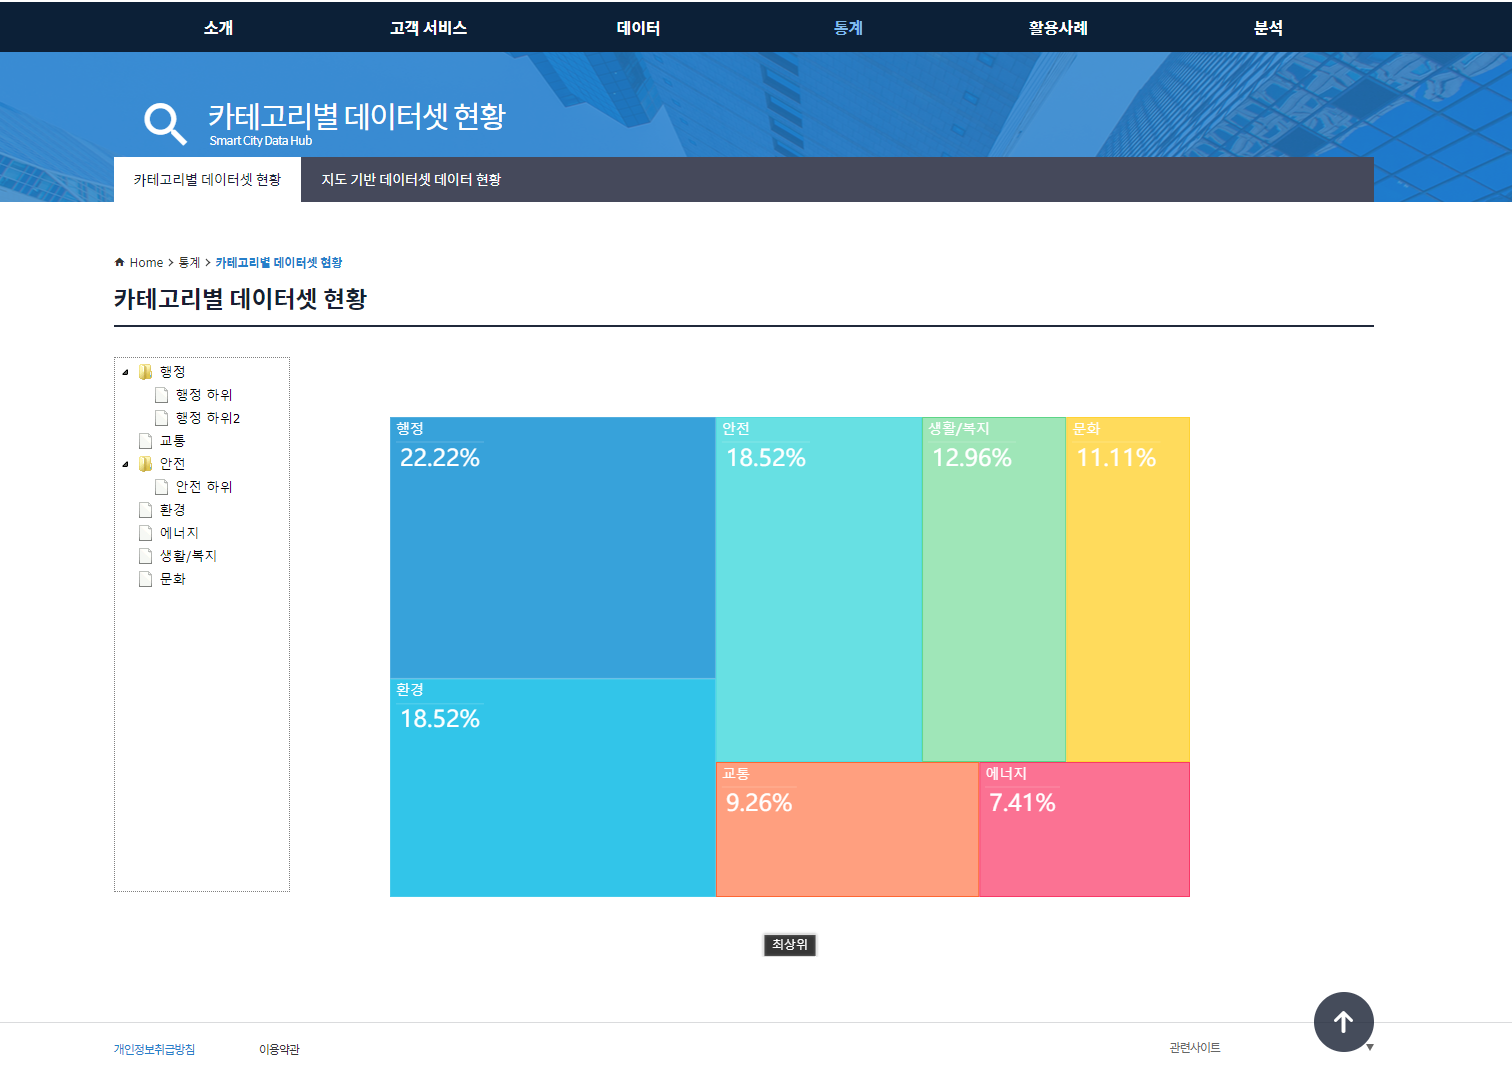 소개 고객 서비스 데이터 통계 활용사례 분석
카테고리별 데이터셋 현황
Smart City Data Hub
카테고리별 데이터셋 현황 지도 기반 데이터셋 데이터 현황
Home > 통계 > 카테고리별 데이터셋 현황
카테고리별 데이터셋 현황
행정
행정 하위
행정 하위2
교통
안전
안전 하위
환경
에너지
생활/복지
문화
행정
22.22%
안전
18.52%
생활/복지
12.96%
문화
11.11%
환경
18.52%
교통
9.26%
에너지
7.41%
최상위
개인정보취급방침 이용약관 관련사이트